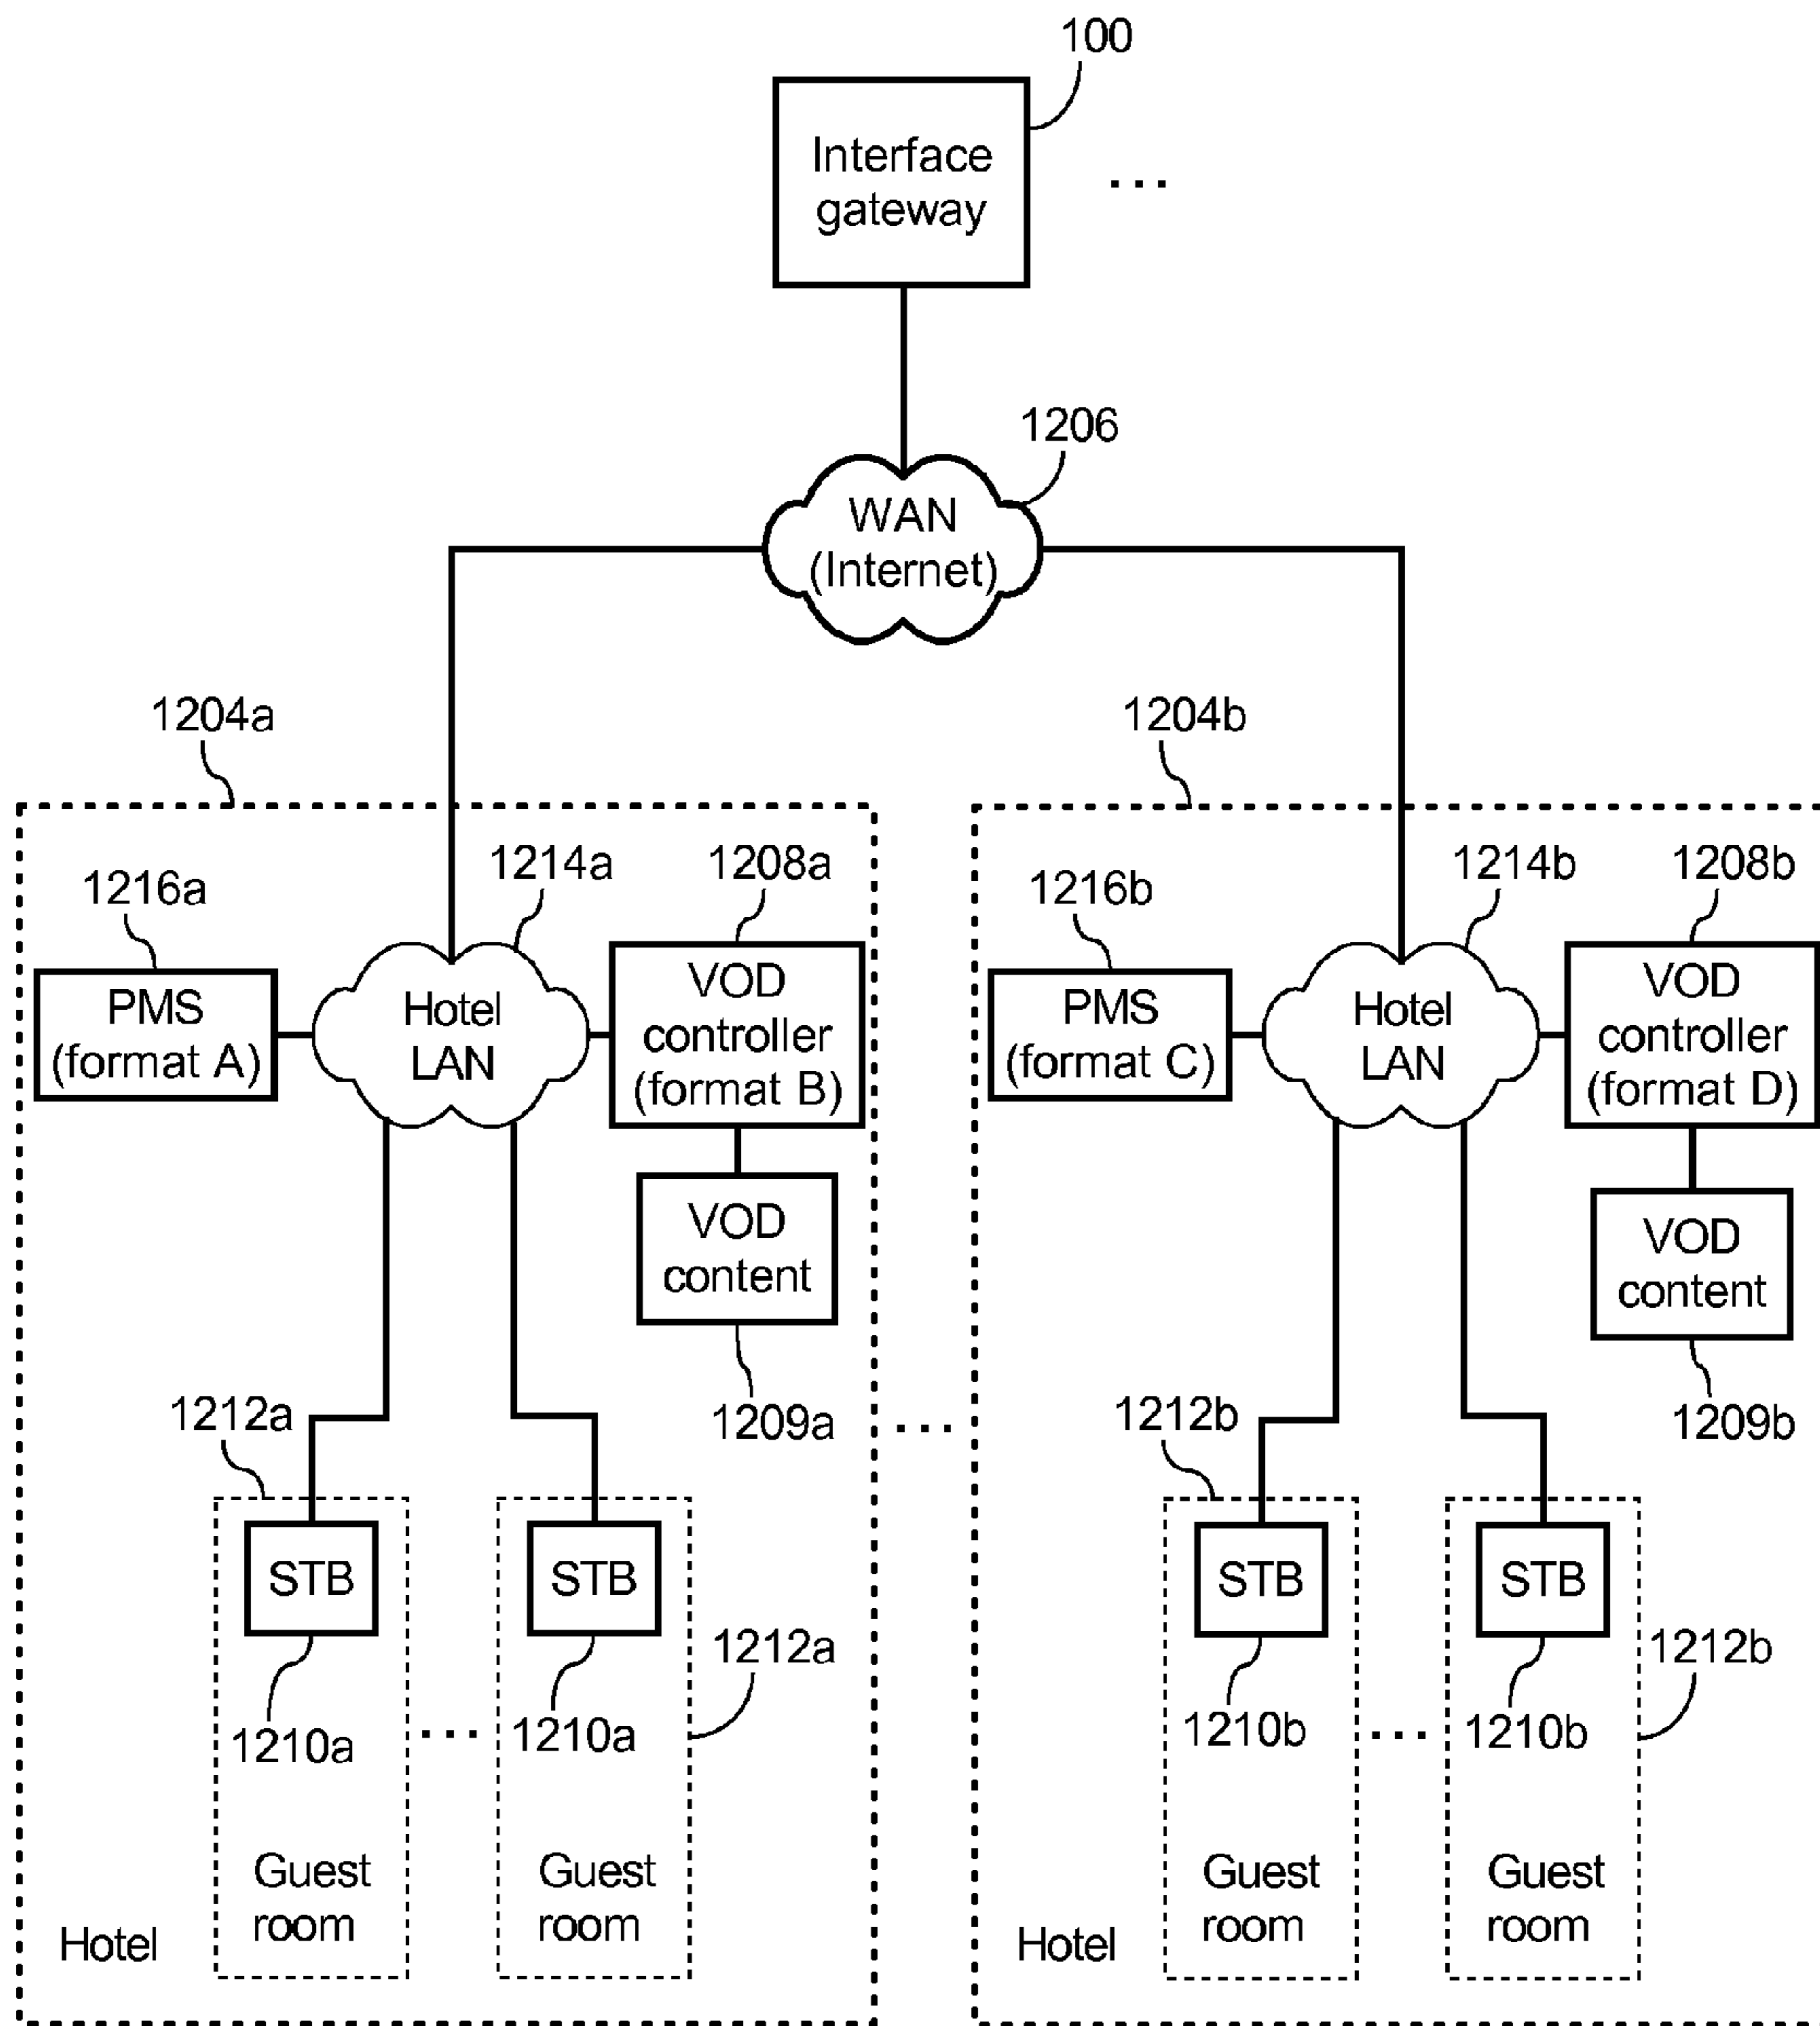 100
Interface
gateway
...
1206
WAN
(Internet)
1204a
1204b
1216a
1214a
1208a
1216b
1214b
1208b
PMS
(format A)
Hotel
LAN
VOD
controller
(format B)
PMS
(format C)
Hotel
LAN
VOD
controller
(format D)
VOD
content
VOD
content
1212a
1209a
...
1212b
1209b
STB
STB
STB
STB
1212a
1212b
1210a
...
1210a
1210b
...
1210b
Guest
room
Guest
room
Guest
room
Guest
room
Hotel
Hotel